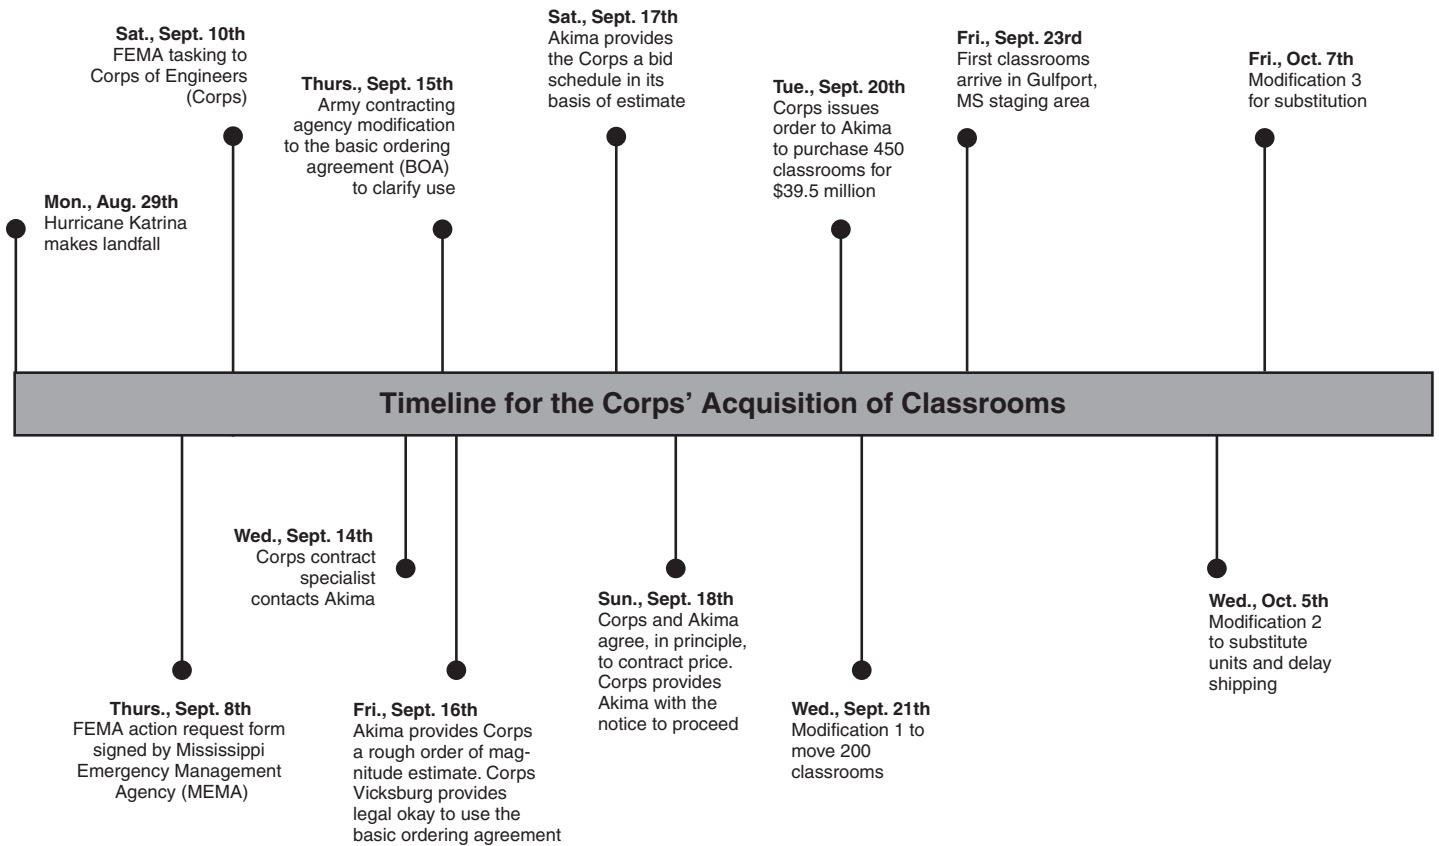 Sat., Sept. 10th
FEMA tasking to
Corps of Engineers
(Corps)
Thurs., Sept. 15th
Army contracting
agency modification
to the basic ordering
agreement (BOA)
to clarify use
Sat., Sept. 17th
Akima provides
the Corps a bid
schedule in its
basis of estimate
Tue., Sept. 20th
Corps issues
order to Akima
to purchase 450
classrooms for
$39.5 million
Fri., Sept. 23rd
First classrooms
arrive in Gulfport,
MS staging area
Fri., Oct. 7th
Modification 3
for substitution
Mon., Aug. 29th
Hurricane Katrina
makes landfall
Timeline for the Corps’ Acquisition of Classrooms
Wed., Sept. 14th
Corps contract
specialist
contacts Akima
Thurs., Sept. 8th
FEMA action request form
signed by Mississippi
Emergency Management
Agency (MEMA)
Fri., Sept. 16th
Akima provides Corps
a rough order of mag-
nitude estimate. Corps
Vicksburg provides
legal okay to use the
basic ordering agreement
Sun., Sept. 18th
Corps and Akima
agree, in principle,
to contract price.
Corps provides
Akima with the
notice to proceed
Wed., Sept. 21th
Modification 1 to
move 200
classrooms
Wed., Oct. 5th
Modification 2
to substitute
units and delay
shipping